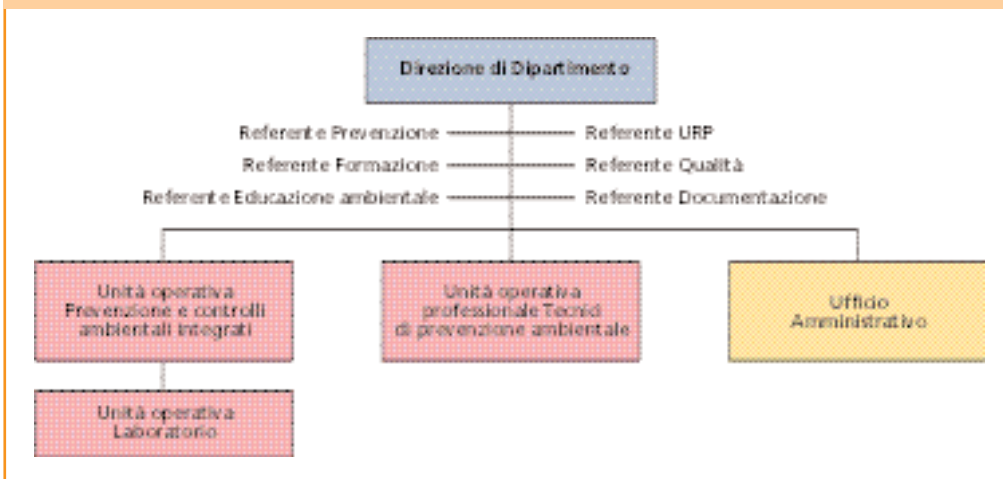 Direzione di Dipartimento
Referente Prevenzione
Referente URP
Referente Formazione
Referente Qualità
Referente Educazione ambientale
Referente Documentazione
Unità operativa
Prevenzione e controlli
ambientali integrati
Unità operativa
professionale Tecnici
di prevenzione ambientale
Ufficio
Amministrativo
Unità operativa
Laboratorio